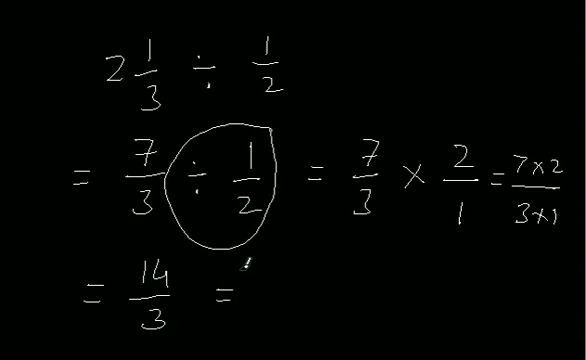 2 1/3 ÷ 1/2
= 7/3 ÷ 1/2 = 7/3 × 2/1 = 7×2/3×1
= 14/3 =